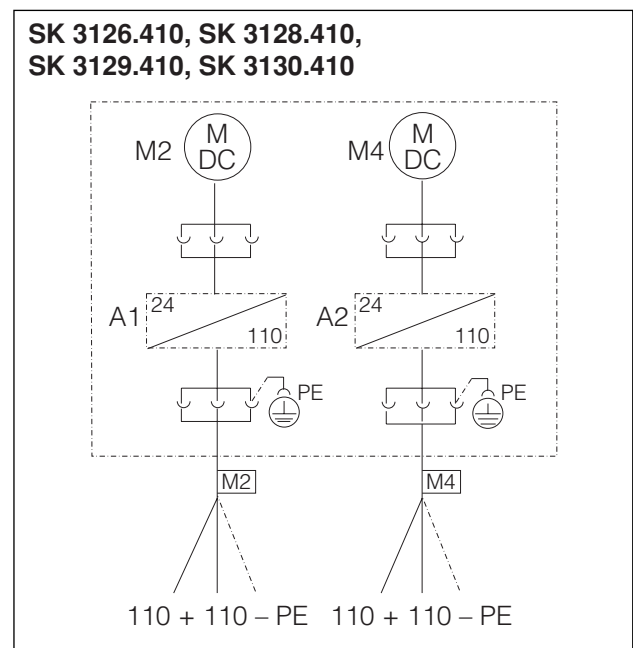 SK 3126.410, SK 3128.410,
SK 3129.410, SK 3130.410
M2
M
DC
M4
M
DC
A1
24
110
A2
24
110
PE
PE
M2
M4
110 + 110 – PE
110 + 110 – PE